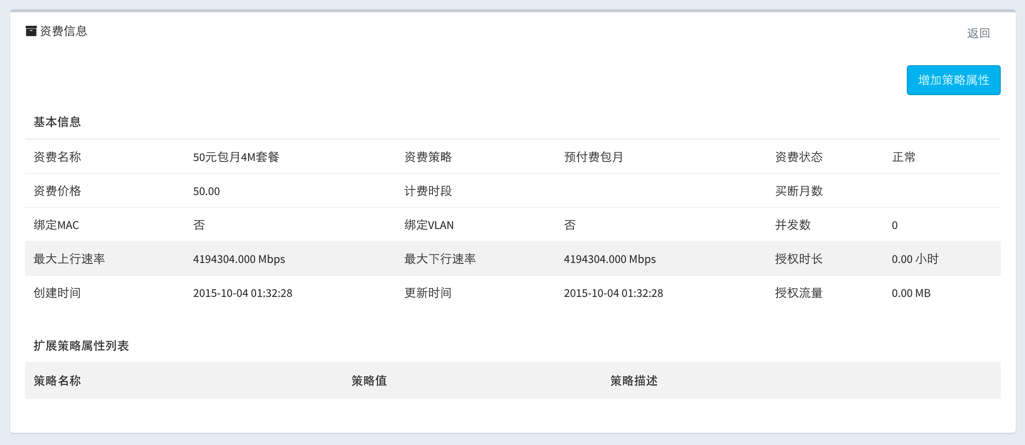 资费信息
返回
增加策略属性
基本信息
资费名称 50元包月4M套餐 资费策略 预付费包月 资费状态 正常
资费价格 50.00 计费时段 买断月数
绑定MAC 否 绑定VLAN 否 并发数 0
最大上行速率 4194304.000 Mbps 最大下行速率 4194304.000 Mbps 授权时长 0.00 小时
创建时间 2015-10-04 01:32:28 更新时间 2015-10-04 01:32:28 授权流量 0.00 MB
扩展策略属性列表
策略名称 策略值 策略描述